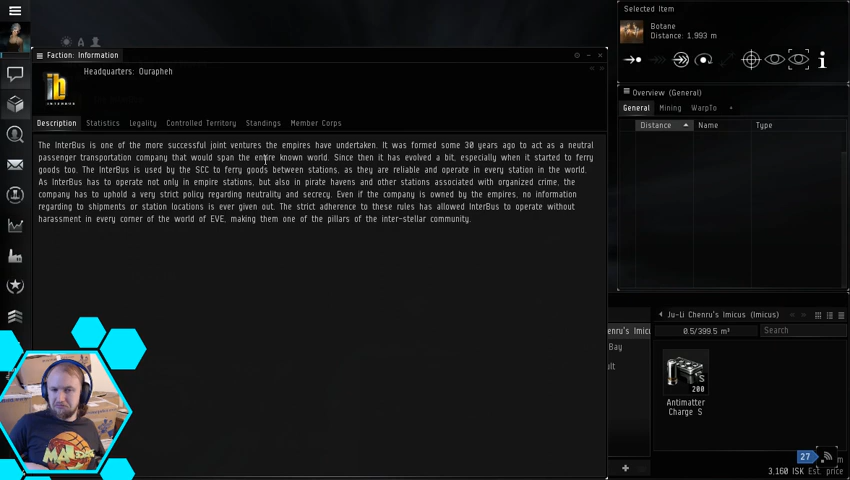 Selected Item
Botane
Distance: 1.993 m
Faction: Information
Headquarters: Ourapheh
ib
INTERBUS
Description Statistics Legality Controlled Territory Standings Member Corps
The InterBus is one of the more successful joint ventures the empires have undertaken. It was formed some 30 years ago to act as a neutral
passenger transportation company that would span the entire known world. Since then it has evolved a bit, especially when it started to ferry
goods too. The InterBus is used by the SCC to ferry goods between stations, as they are reliable and operate in every station in the world.
As InterBus has to operate not only in empire stations, but also in pirate havens and other stations associated with organized crime, the
company has to uphold a very strict policy regarding neutrality and secrecy. Even if the company is owned by the empires, no information
regarding to shipments or station locations is ever given out. The strict adherence to these rules has allowed InterBus to operate without
harassment in every corner of the world of EVE, making them one of the pillars of the inter-stellar community.
Overview (General)
General Mining WarpTo +
Distance Name Type
Ju-Li Chenru's Imicus (Imicus)
henru's Imicu
0.5/399.5 m³
Search
Bay
ult
S
200
Antimatter
Charge S
27
m
3,160 ISK Est. price